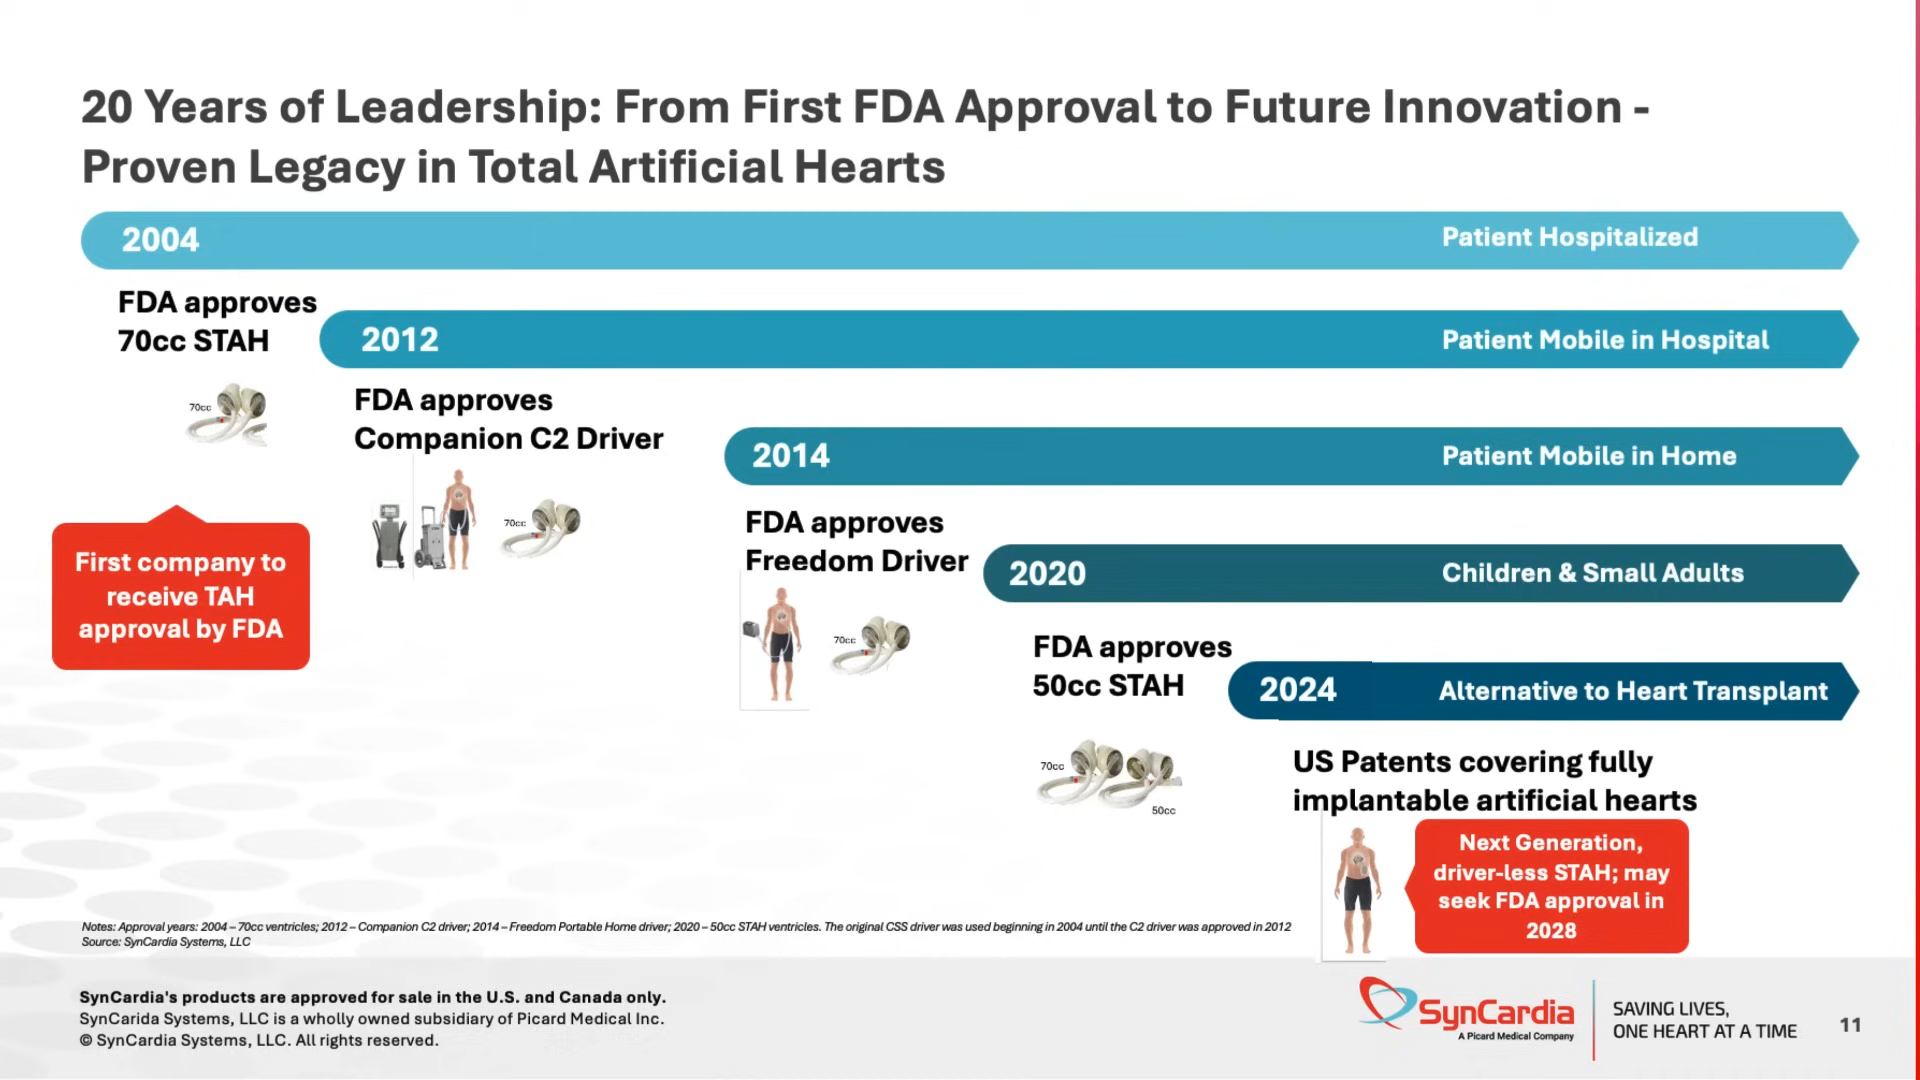 20 Years of Leadership: From First FDA Approval to Future Innovation -
Proven Legacy in Total Artificial Hearts
2004
Patient Hospitalized
FDA approves
70cc STAH
70cc
First company to
receive TAH
approval by FDA
2012
Patient Mobile in Hospital
FDA approves
Companion C2 Driver
70cc
2014
Patient Mobile in Home
FDA approves
Freedom Driver
70cc
2020
Children & Small Adults
FDA approves
50cc STAH
70cc
50cc
2024
Alternative to Heart Transplant
US Patents covering fully
implantable artificial hearts
Next Generation,
driver-less STAH; may
seek FDA approval in
2028
Notes: Approval years: 2004 – 70cc ventricles; 2012 – Companion C2 driver; 2014 – Freedom Portable Home driver; 2020 – 50cc STAH ventricles. The original CSS driver was used beginning in 2004 until the C2 driver was approved in 2012
Source: SynCardia Systems, LLC
SynCardia's products are approved for sale in the U.S. and Canada only.
SynCarida Systems, LLC is a wholly owned subsidiary of Picard Medical Inc.
© SynCardia Systems, LLC. All rights reserved.
SynCardia
A Picard Medical Company
SAVING LIVES,
ONE HEART AT A TIME
11